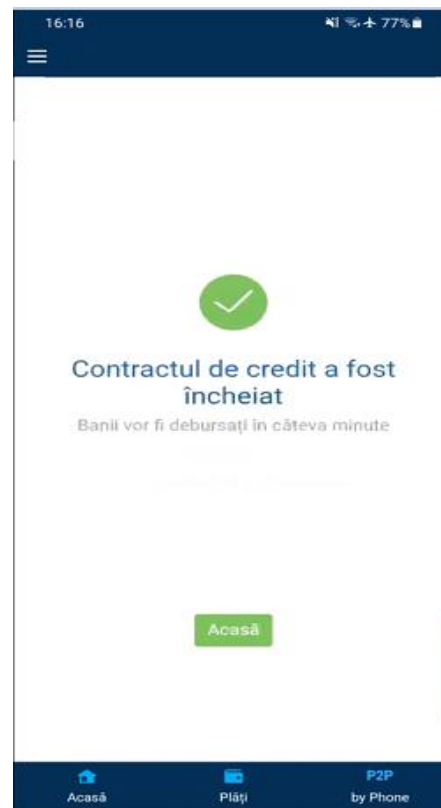 16:16
77%
Contractul de credit a fost
încheiat
Banii vor fi debursați în câteva minute
Acasă
P2P
Acasă
Plăți
by Phone